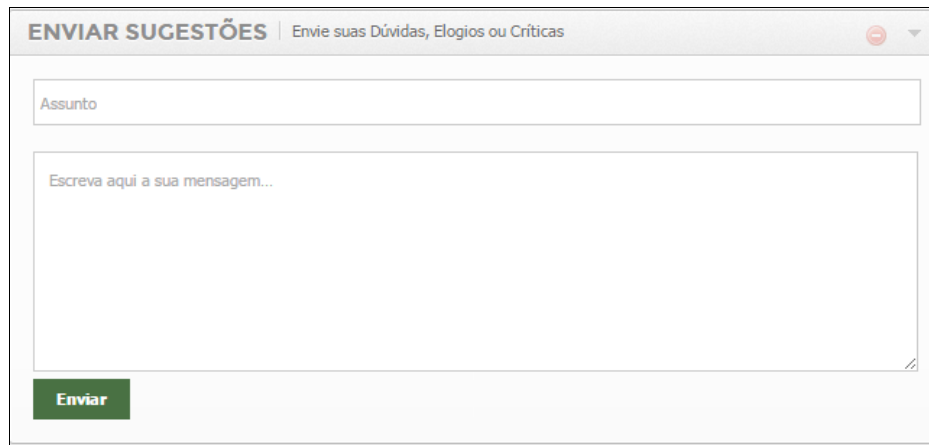 ENVIAR SUGESTÕES Envie suas Dúvidas, Elogios ou Críticas
Assunto
Escreva aqui a sua mensagem...
Enviar